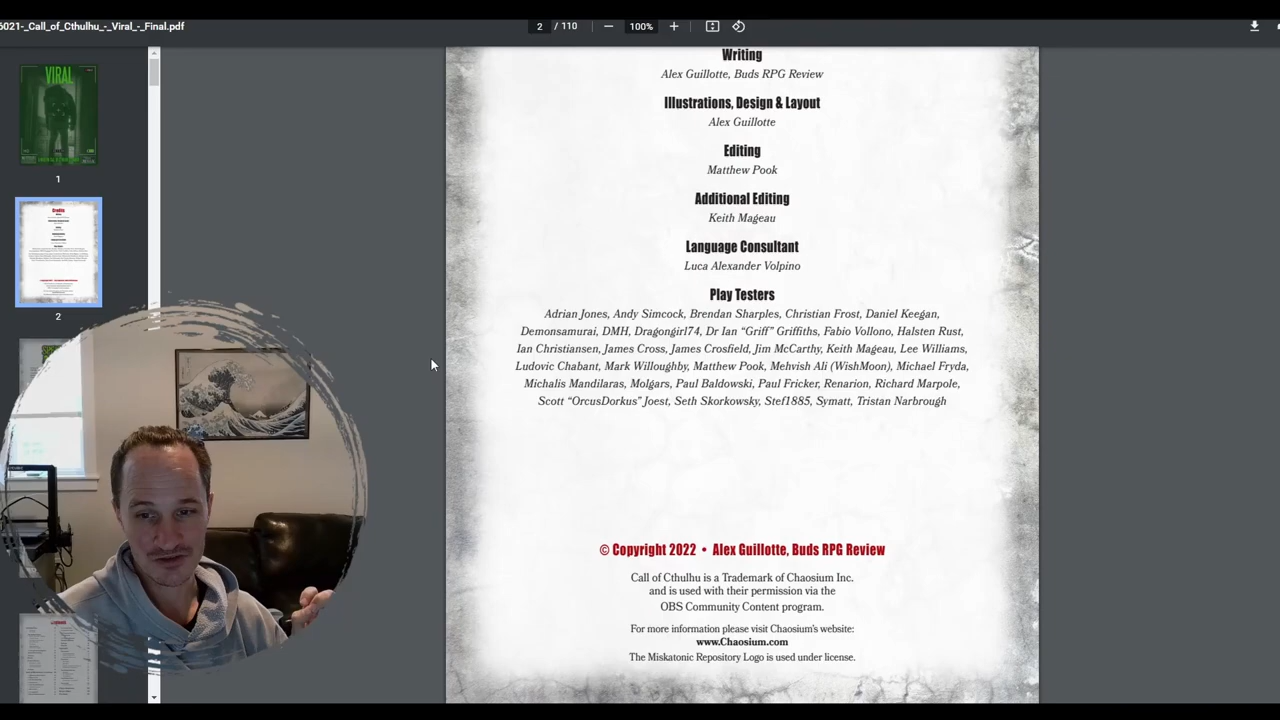 6021-_Call_of_Cthulhu_-_Viral_-_Final.pdf
2 / 110
100%
VIRAL
1
Credits
2
Writing
Alex Guillotte, Buds RPG Review
Illustrations, Design & Layout
Alex Guillotte
Editing
Matthew Pook
Additional Editing
Keith Mageau
Language Consultant
Luca Alexander Volpino
Play Testers
Adrian Jones, Andy Simcock, Brendan Sharples, Christian Frost, Daniel Keegan,
Demonsamurai, DMH, Dragongirl74, Dr Ian “Griff” Griffiths, Fabio Vollono, Halsten Rust,
Ian Christiansen, James Cross, James Crosfield, Jim McCarthy, Keith Mageau, Lee Williams,
Ludovic Chabant, Mark Willoughby, Matthew Pook, Mehvish Ali (WishMoon), Michael Fryda,
Michalis Mandilaras, Molgars, Paul Baldowski, Paul Fricker, Renarion, Richard Marpole,
Scott “OrcusDorkus” Joest, Seth Skorkowsky, Stef1885, Symatt, Tristan Narbrough
© Copyright 2022 • Alex Guillotte, Buds RPG Review
Call of Cthulhu is a Trademark of Chaosium Inc.
and is used with their permission via the
OBS Community Content program.
For more information please visit Chaosium's website:
www.Chaosium.com
The Miskatonic Repository Logo is used under license.